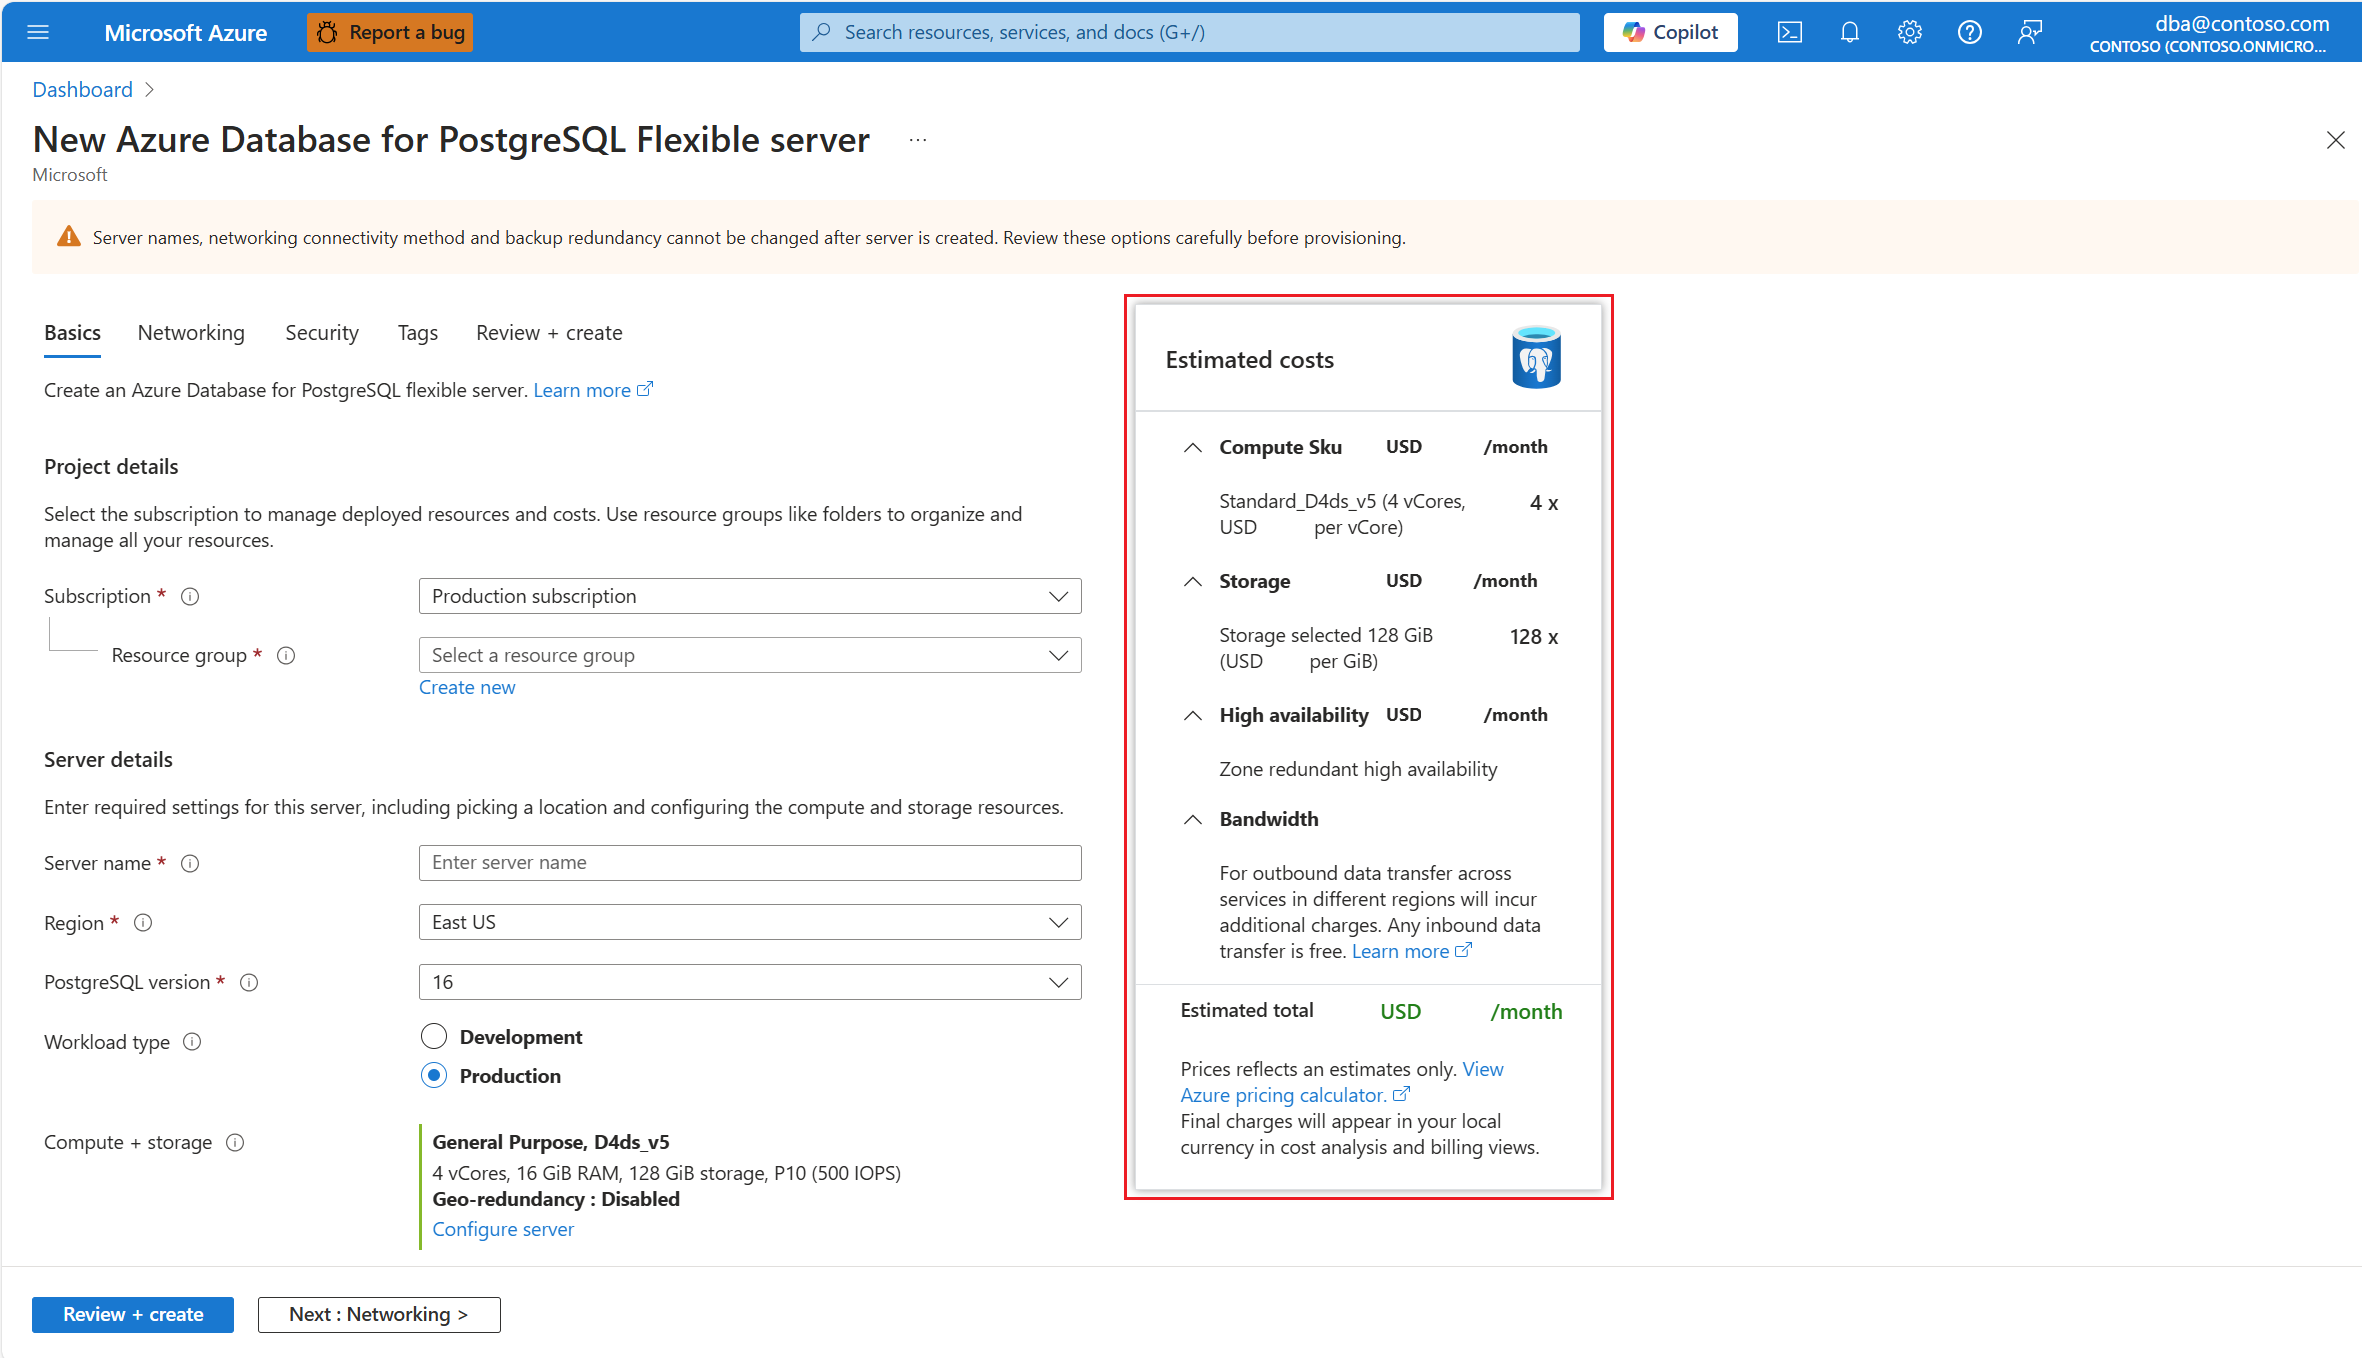 Microsoft Azure
Report a bug
Search resources, services, and docs (G+/)
Copilot
dba@contoso.com
CONTOSO (CONTOSO.ONMICRO...
Dashboard
New Azure Database for PostgreSQL Flexible server
...
Microsoft
Server names, networking connectivity method and backup redundancy cannot be changed after server is created. Review these options carefully before provisioning.
Basics
Networking
Security
Tags
Review + create
Create an Azure Database for PostgreSQL flexible server. Learn more
Project details
Select the subscription to manage deployed resources and costs. Use resource groups like folders to organize and
manage all your resources.
Subscription *
Production subscription
Resource group *
Select a resource group
Create new
Server details
Enter required settings for this server, including picking a location and configuring the compute and storage resources.
Server name *
Enter server name
Region *
East US
PostgreSQL version *
16
Workload type
Development
Production
Compute + storage
General Purpose, D4ds_v5
4 vCores, 16 GiB RAM, 128 GiB storage, P10 (500 IOPS)
Geo-redundancy : Disabled
Configure server
Estimated costs
Compute Sku USD /month
Standard_D4ds_v5 (4 vCores, 4 x
USD per vCore)
Storage USD /month
Storage selected 128 GiB 128 x
(USD per GiB)
High availability USD /month
Zone redundant high availability
Bandwidth
For outbound data transfer across
services in different regions will incur
additional charges. Any inbound data
transfer is free. Learn more
Estimated total USD /month
Prices reflects an estimates only. View
Azure pricing calculator.
Final charges will appear in your local
currency in cost analysis and billing views.
Review + create
Next : Networking >